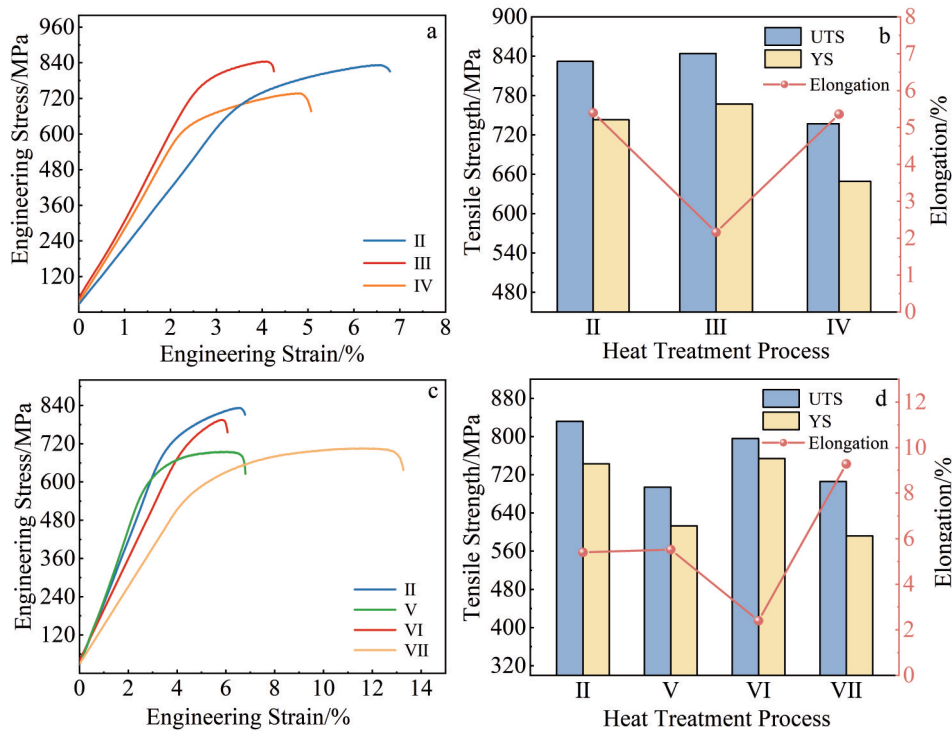 a
Engineering Stress/MPa
960
840
720
600
480
360
240
120
II
III
IV
0 1 2 3 4 5 6 7 8
Engineering Strain/%
b
Tensile Strength/MPa
900
840
780
720
660
600
540
480
UTS
YS
Elongation
8
7
6
5
4
3
2
1
0
Elongation/%
II III IV
Heat Treatment Process
c
Engineering Stress/MPa
840
720
600
480
360
240
120
II
V
VI
VII
0 2 4 6 8 10 12 14
Engineering Strain/%
d
Tensile Strength/MPa
880
800
720
640
560
480
400
320
UTS
YS
Elongation
12
10
8
6
4
2
0
Elongation/%
II V VI VII
Heat Treatment Process